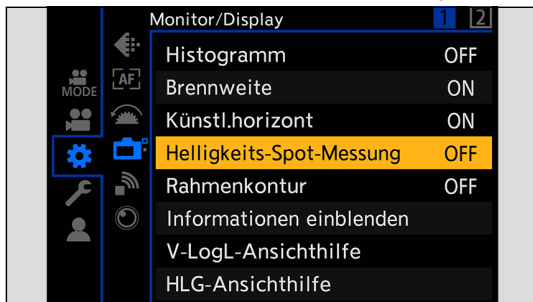 Monitor/Display 1 2
Histogramm OFF
Brennweite ON
Künstl.horizont ON
Helligkeits-Spot-Messung OFF
Rahmenkontur OFF
Informationen einblenden
V-LogL-Ansichthilfe
HLG-Ansichthilfe
MODE
AF